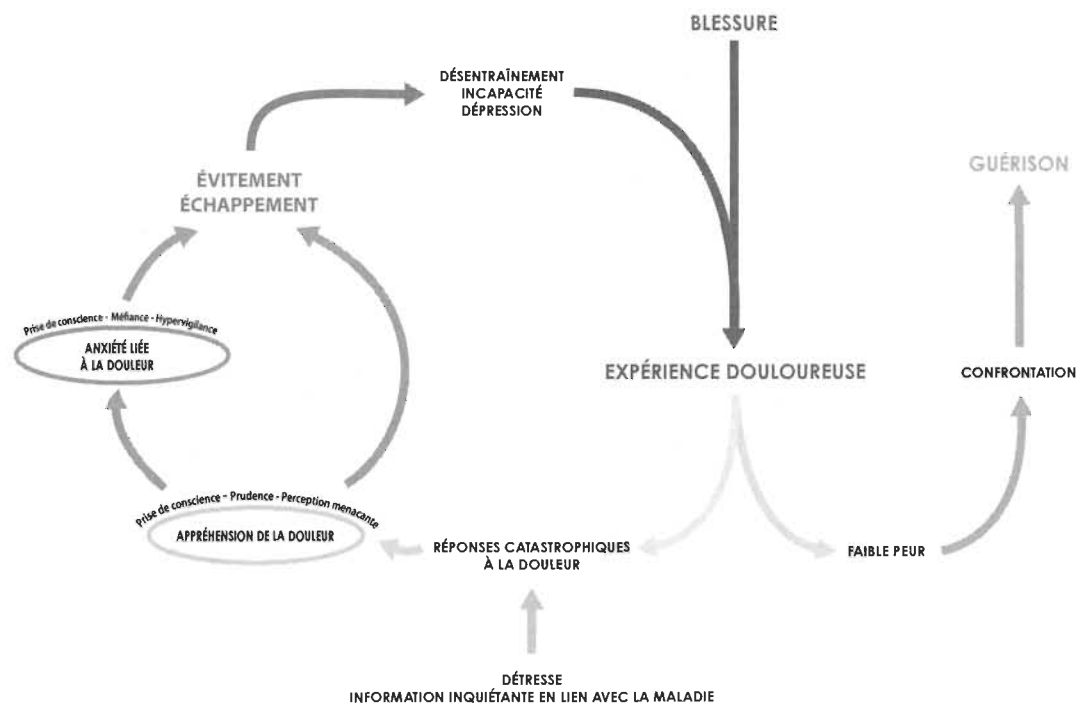 BLESSURE
DÉSENTRAÎNEMENT
INCAPACITÉ
DÉPRESSION
GUÉRISON
ÉVITEMENT
ÉCHAPPEMENT
Prise de conscience - Méfiance - Hypervigilance
ANXIÉTÉ LIÉE
À LA DOULEUR
EXPÉRIENCE DOULOUREUSE
CONFRONTATION
Prise de conscience - Prudence - Perception menacante
APPRÉHENSION DE LA DOULEUR
RÉPONSES CATASTROPHIQUES
À LA DOULEUR
FAIBLE PEUR
DÉTRESSE
INFORMATION INQUIÉTANTE EN LIEN AVEC LA MALADIE